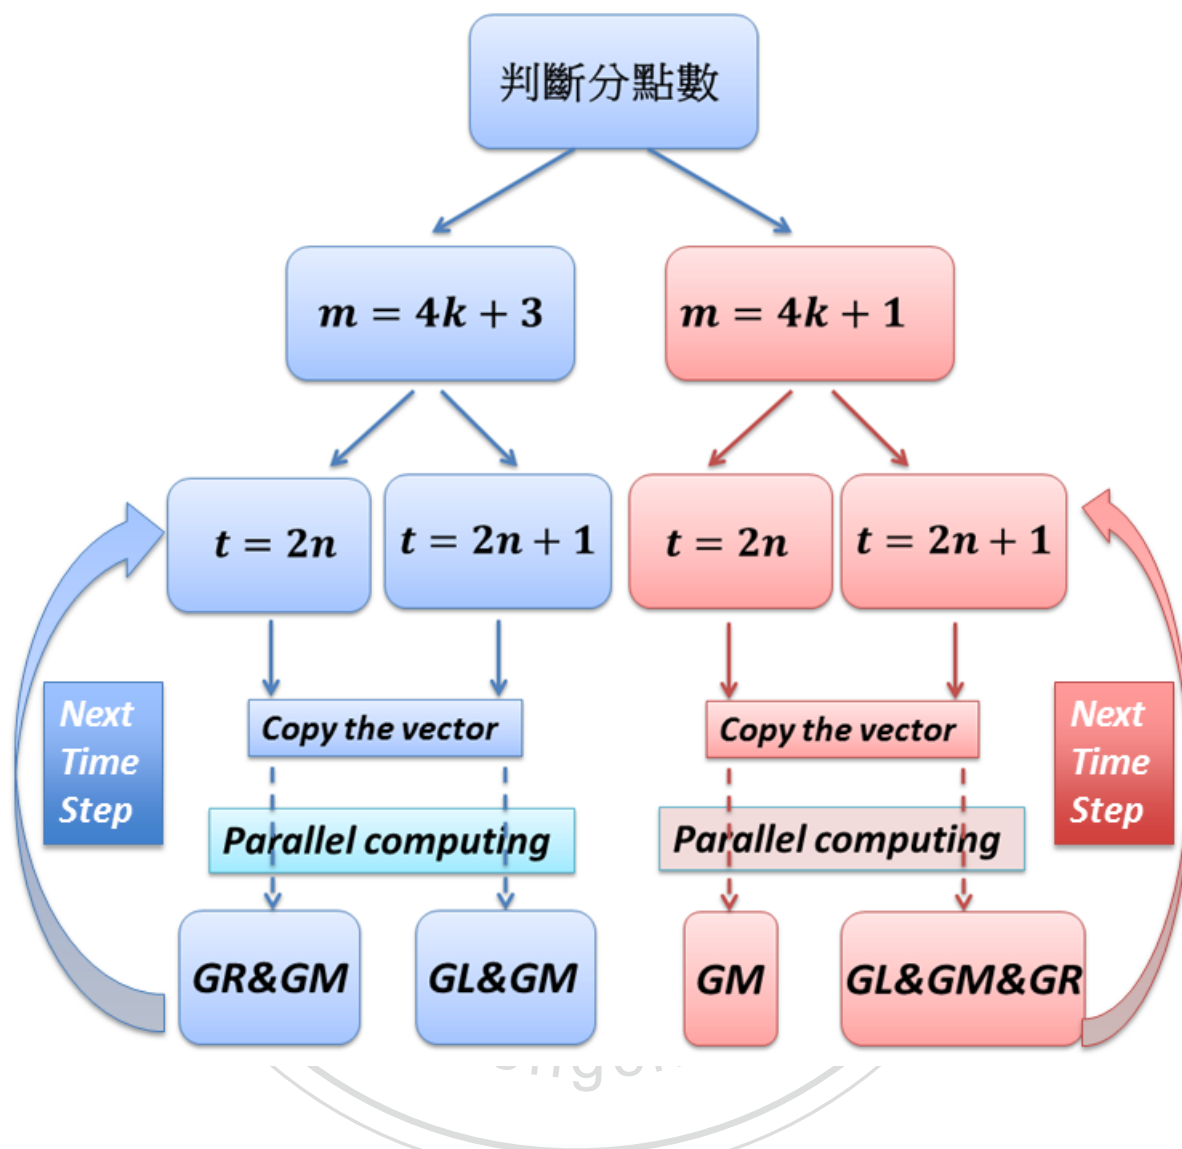 判斷分點數
m = 4k + 3
m = 4k + 1
t = 2n
t = 2n + 1
t = 2n
t = 2n + 1
Next
Time
Step
Copy the vector
Copy the vector
Next
Time
Step
Parallel computing
Parallel computing
GR&GM
GL&GM
GM
GL&GM&GR